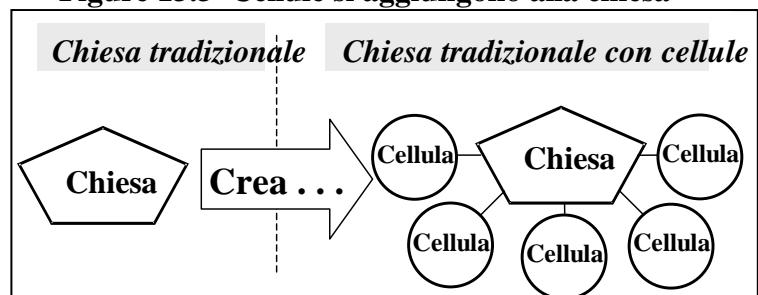 Figure Cellule si aggiungono alla chiesa
Chiesa tradizionale
Chiesa tradizionale con cellule
Chiesa
Crea . . .
Cellula
Chiesa
Cellula
Cellula
Cellula
Cellula